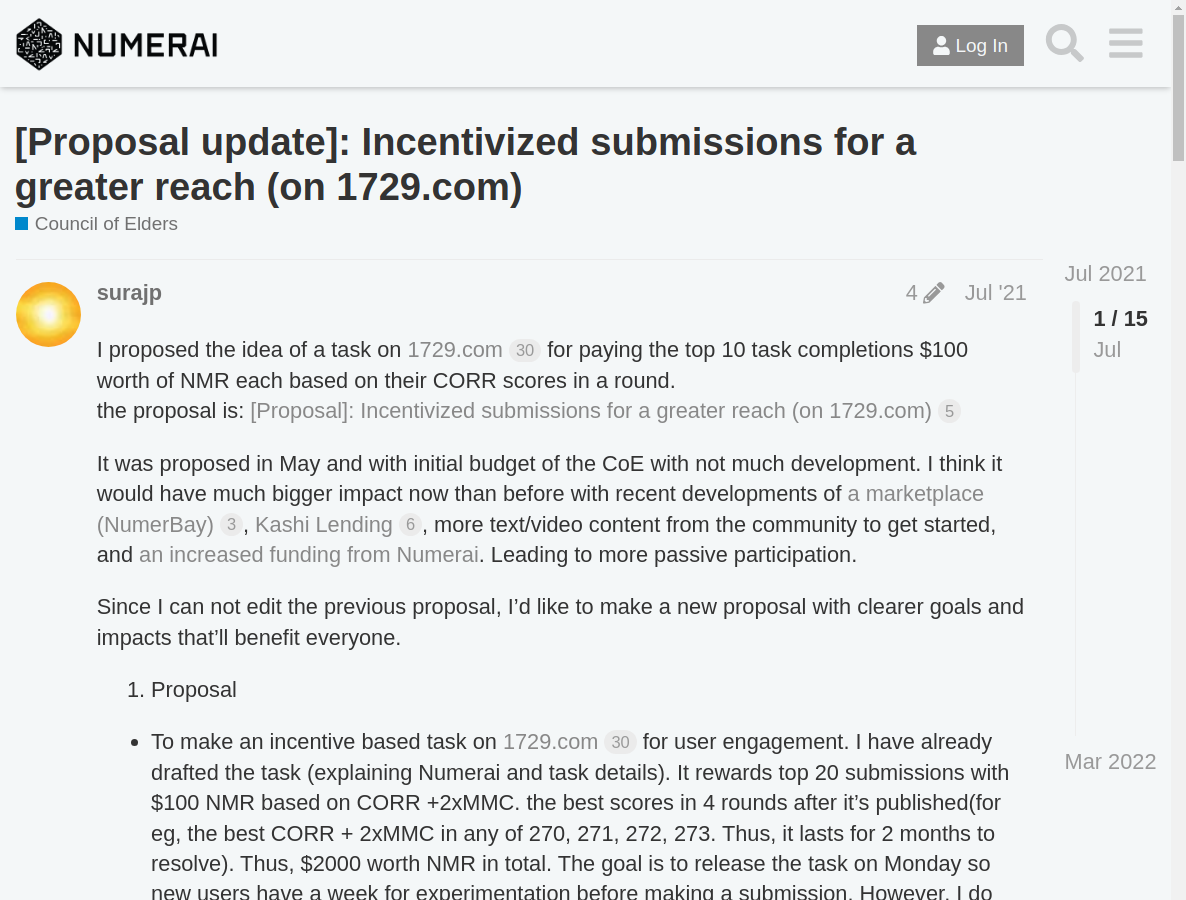 NUMERAI
Log In
[Proposal update]: Incentivized submissions for a
greater reach (on 1729.com)
Council of Elders
surajp
4
Jul '21
I proposed the idea of a task on 1729.com 30 for paying the top 10 task completions $100
worth of NMR each based on their CORR scores in a round.
the proposal is: [Proposal]: Incentivized submissions for a greater reach (on 1729.com) 5
It was proposed in May and with initial budget of the CoE with not much development. I think it
would have much bigger impact now than before with recent developments of a marketplace
(NumerBay) 3, Kashi Lending 6, more text/video content from the community to get started,
and an increased funding from Numerai. Leading to more passive participation.
Since I can not edit the previous proposal, I’d like to make a new proposal with clearer goals and
impacts that’ll benefit everyone.
1. Proposal
• To make an incentive based task on 1729.com 30 for user engagement. I have already
drafted the task (explaining Numerai and task details). It rewards top 20 submissions with
$100 NMR based on CORR +2xMMC. the best scores in 4 rounds after it’s published(for
eg, the best CORR + 2xMMC in any of 270, 271, 272, 273. Thus, it lasts for 2 months to
resolve). Thus, $2000 worth NMR in total. The goal is to release the task on Monday so
new users have a week for experimentation before making a submission. However, I do
Jul 2021
1 / 15
Jul
Mar 2022